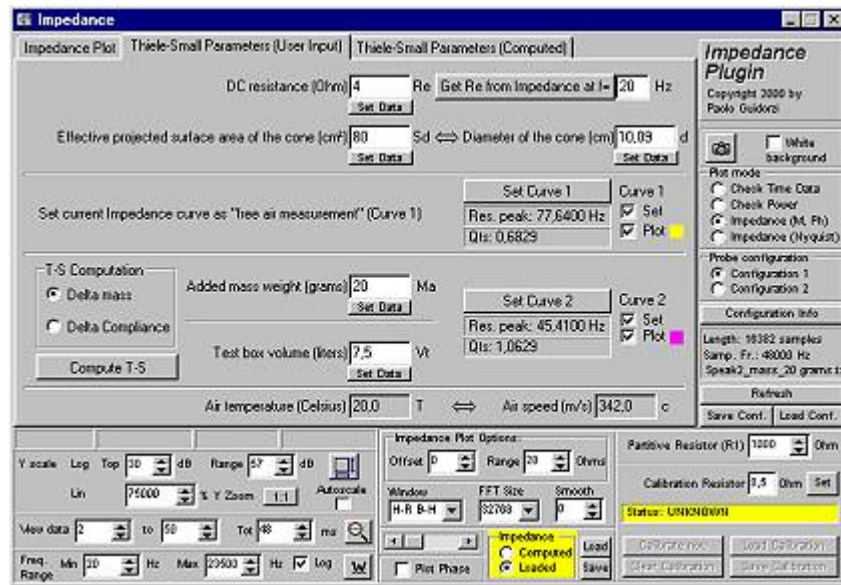 Impedance
Impedance Plot
Thiele-Small Parameters (User Input)
Thiele-Small Parameters (Computed)
DC resistance (Ohm) 4 Re Get Re from Impedance at f= 20 Hz
Set Data
Effective projected surface area of the cone (cm²) 80 Sd <=> Diameter of the cone (cm) 10,09 d
Set Data
Set Data
Set current Impedance curve as "free air measurement" (Curve 1)
Set Curve 1
Res. peak: 77,6400 Hz
Qts: 0,6829
Curve 1
Set
Plot
T-S Computation
Delta mass
Delta Compliance
Compute T-S
Added mass weight (grams) 20 Ma
Test box volume (liters) 7,5 Vt
Set Data
Set Curve 2
Res. peak: 45,4100 Hz
Qts: 1,0629
Curve 2
Set
Plot
Air temperature (Celsius) 20,0 T <=> Air speed (m/s) 342,0 c
Impedance
Plugin
Copyright 2000 by
Paolo Guidorzi
White
background
Plot mode
Check Time Data
Check Power
Impedance (M, Ph)
Impedance (Nyquist)
Probe configuration
Configuration 1
Configuration 2
Configuration Info
Length: 16382 samples
Samp. Fr.: 48000 Hz
Speak2_mass_20 grams
Refresh
Save Conf. Load Conf.
Y scale Log Top 30 dB Range 57 dB
Lin 75000 % Y Zoom 1:1 Autoscale
View data 2 to 50 Tot 48 ms
Freq.
Range Min 20 Hz Max 23500 Hz Log
Impedance Plot Options:
Offset 0 Range 20 Ohms
Window FFT Size Smooth
H-R B-H 32768 0
Plot Phase
Impedance
Computed
Loaded
Load
Save
Partitive Resistor (R1) 1000 Ohm
Calibration Resistor 3,5 Ohm Set
Status: UNKNOWN
Calibrate Load Calibration
Clear Calibration Save Calibration